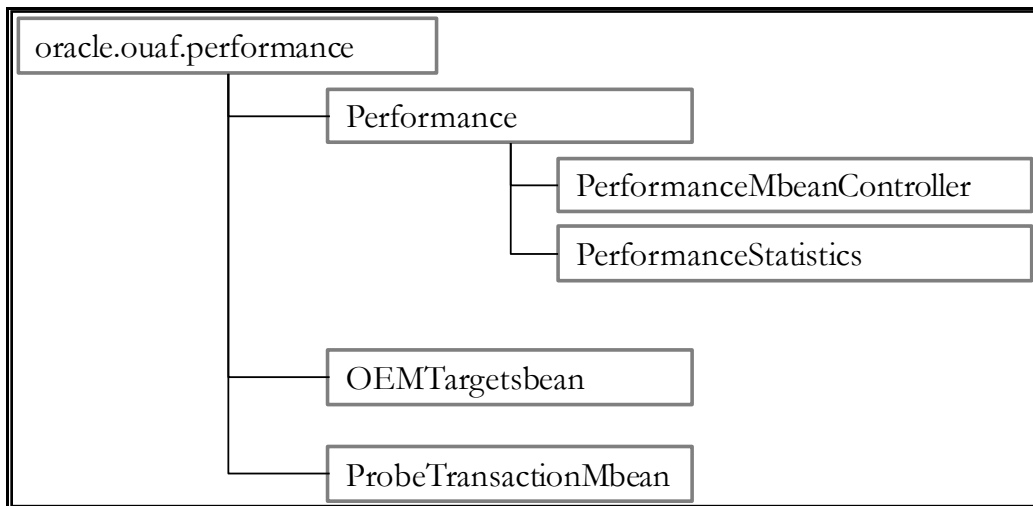 oracle.ouaf.performance
Performance
PerformanceMbeanController
PerformanceStatistics
OEMTargetsbean
ProbeTransactionMbean